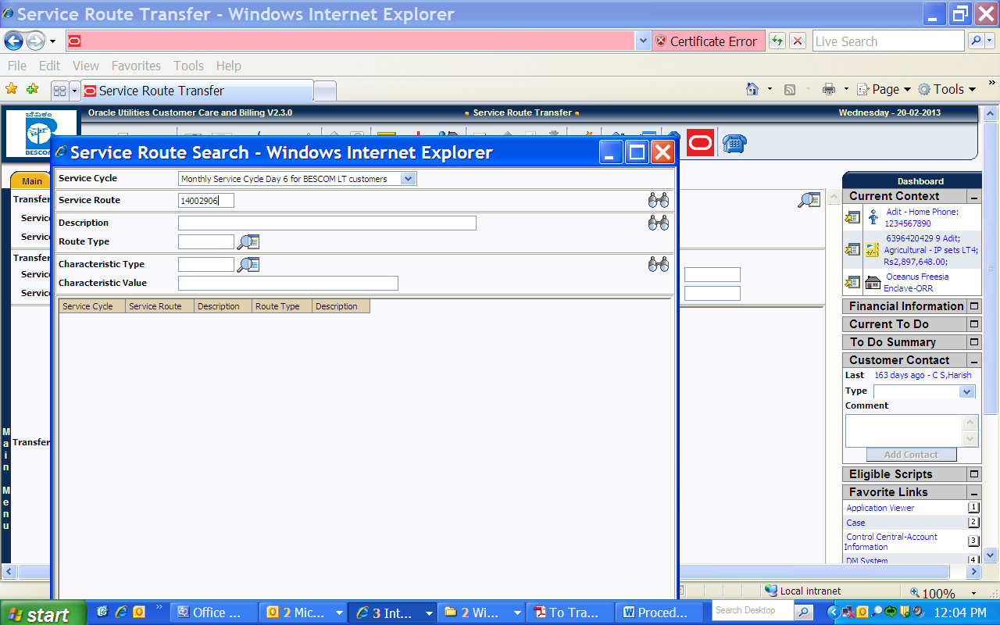 Service Route Transfer - Windows Internet Explorer
Certificate Error
Live Search
File Edit View Favorites Tools Help
Service Route Transfer
Page Tools
Oracle Utilities Customer Care and Billing V2.3.0
Service Route Transfer
Wednesday - 20-02-2013
BESCOM
Service Route Search - Windows Internet Explorer
Service Cycle
Monthly Service Cycle Day 6 for BESCOM LT customers
Service Route
14002906
Description
Route Type
Characteristic Type
Characteristic Value
Service Cycle Service Route Description Route Type Description
Main
Transfer
Servic
Servic
Transfer
Servic
Servic
Transfer
Main Menu
Dashboard
Current Context
Adit - Home Phone:
1234567890
6396420429 9 Adit;
Agricultural - IP sets LT4;
Rs2,897,648.00;
Oceanus Freesia
Enclave-ORR
Financial Information
Current To Do
To Do Summary
Customer Contact
Last 163 days ago - C S,Harish
Type
Comment
Add Contact
Eligible Scripts
Favorite Links
Application Viewer 1
Case 2
Control Central-Account
Information 3
DM System 4
Local intranet
100%
start
Office ...
2 Mic...
3 Int...
2 Wi...
To Tra...
Proced...
Search Desktop
12:04 PM